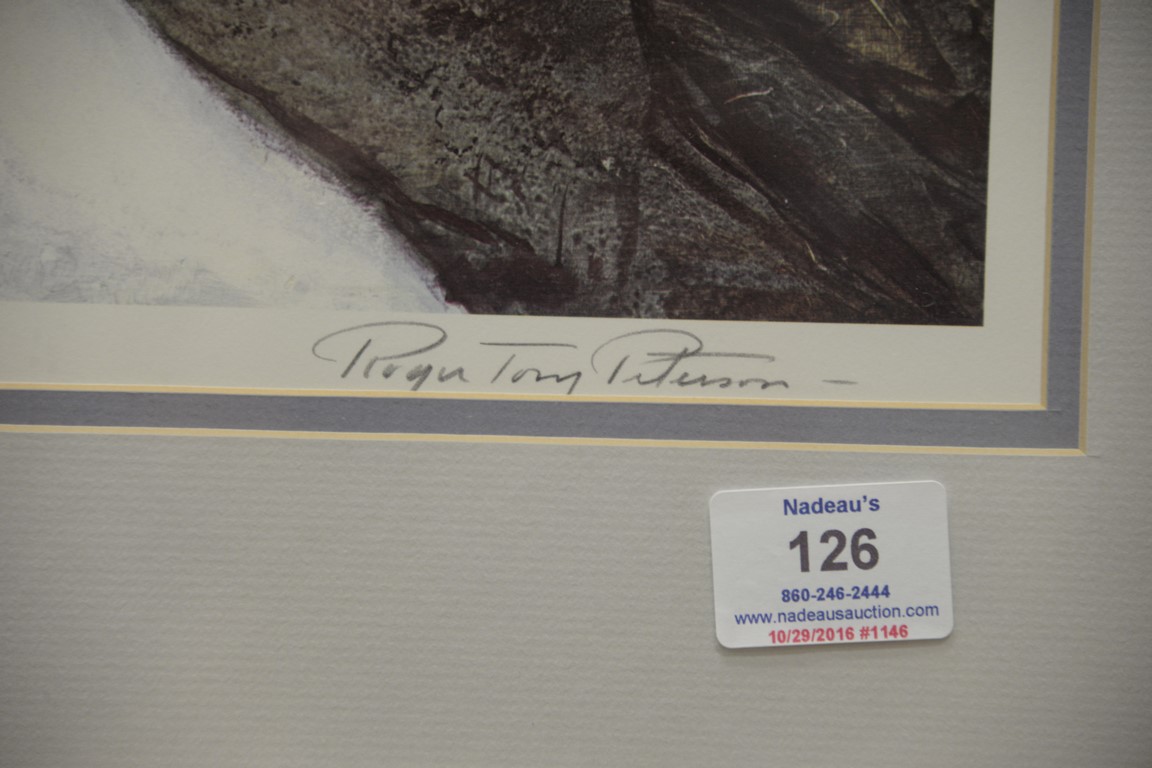 Roger Tory Peterson –
Nadeau's
126
860-246-2444
www.nadeausauction.com
10/29/2016 #1146